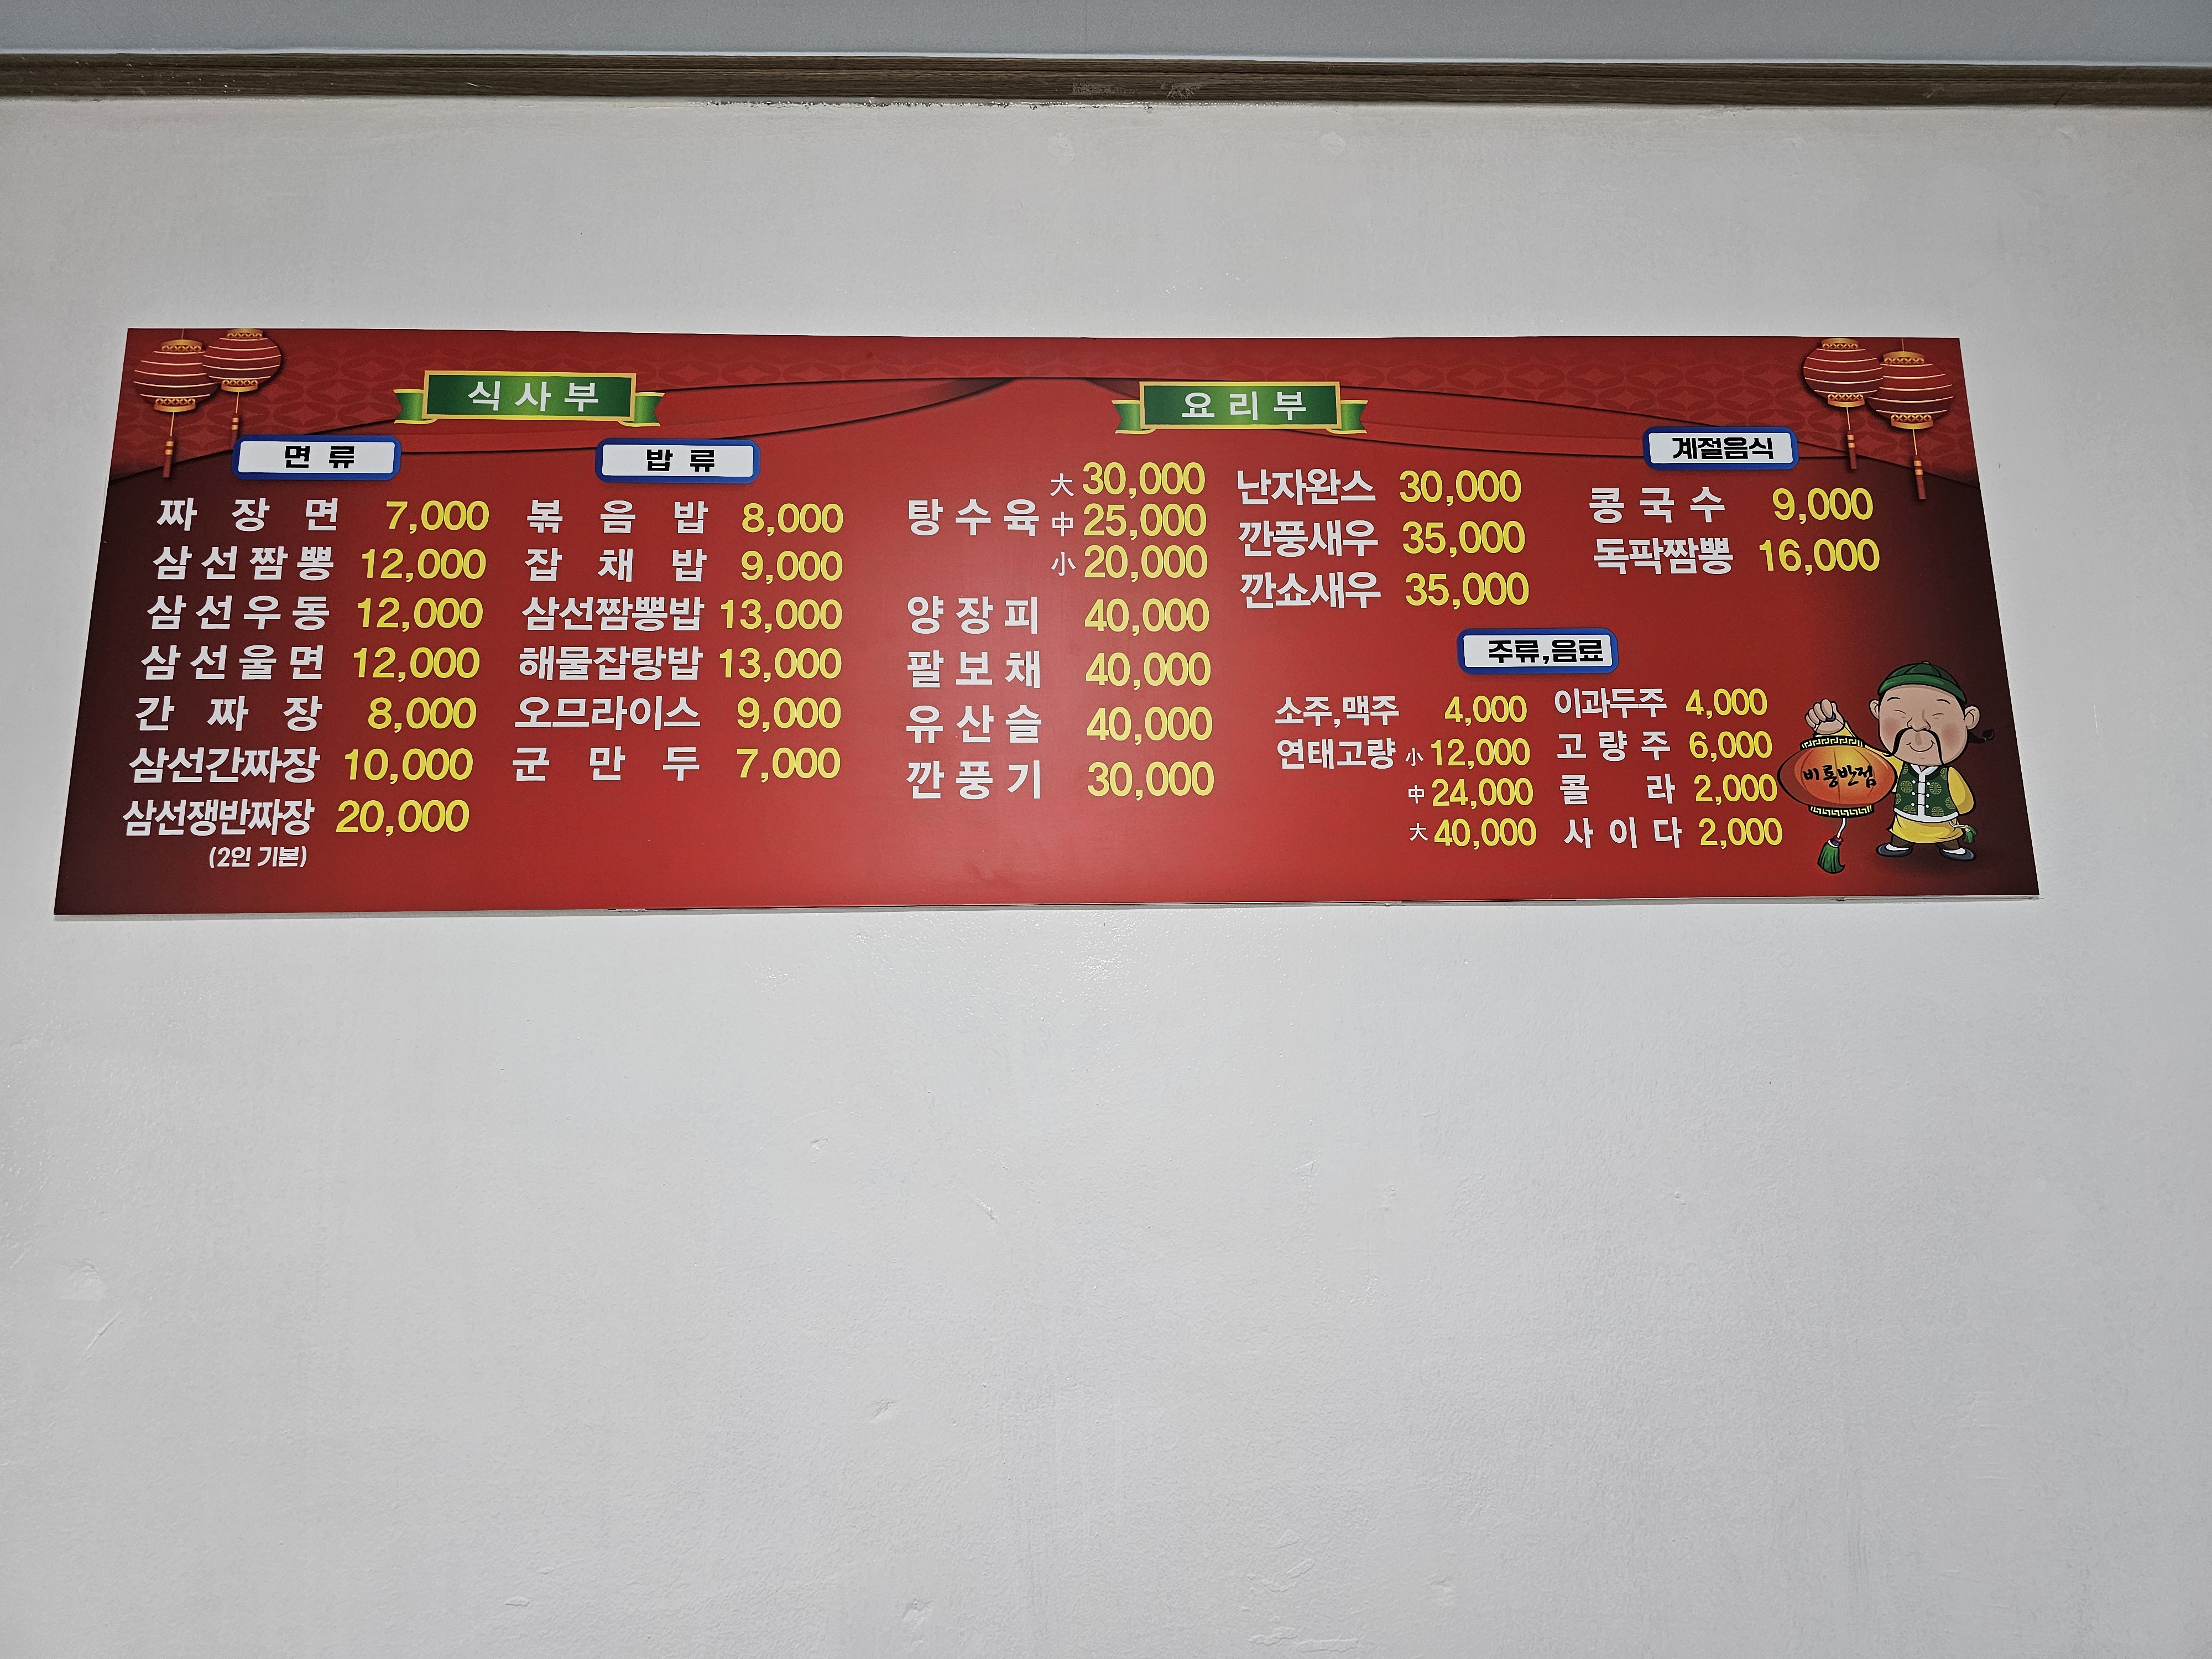 식사부
면류
짜장면 7,000
삼선짬뽕 12,000
삼선우동 12,000
삼선울면 12,000
간짜장 8,000
삼선간짜장 10,000
삼선쟁반짜장 20,000
(2인 기본)
밥류
볶음밥 8,000
잡채밥 9,000
삼선짬뽕밥 13,000
해물잡탕밥 13,000
오므라이스 9,000
군만두 7,000
요리부
탕수육 大 30,000
中 25,000
小 20,000
양장피 40,000
팔보채 40,000
유산슬 40,000
깐풍기 30,000
난자완스 30,000
깐풍새우 35,000
깐쇼새우 35,000
계절음식
콩국수 9,000
독팍짬뽕 16,000
주류,음료
소주,맥주 4,000
연태고량 小 12,000
中 24,000
大 40,000
이과두주 4,000
고량주 6,000
콜라 2,000
사이다 2,000
비룡반점